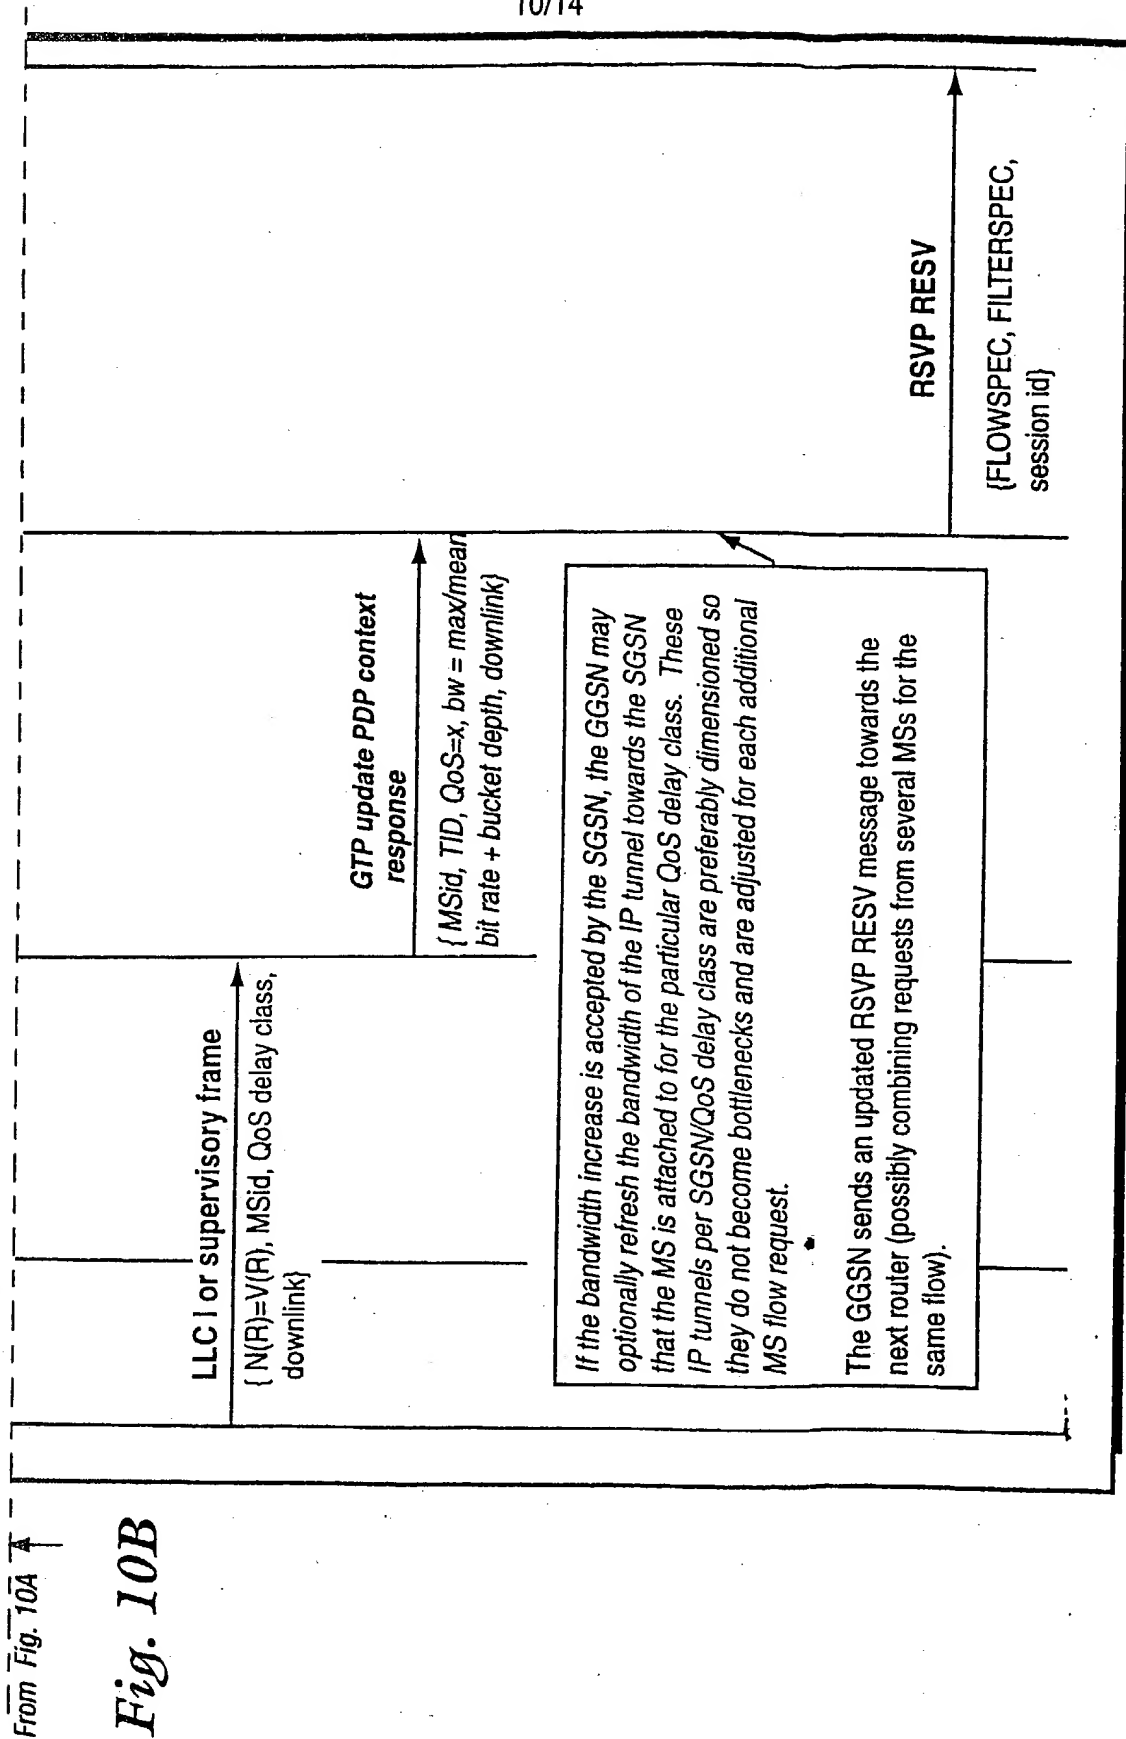 10/14
From Fig. 10A
Fig. 10B
LLC I or supervisory frame
{ N(R)=V(R), MSid, QoS delay class,
downlink}
GTP update PDP context
response
{ MSid, TID, QoS=x, bw = max/mean
bit rate + bucket depth, downlink}
If the bandwidth increase is accepted by the SGSN, the GGSN may
optionally refresh the bandwidth of the IP tunnel towards the SGSN
that the MS is attached to for the particular QoS delay class. These
IP tunnels per SGSN/QoS delay class are preferably dimensioned so
they do not become bottlenecks and are adjusted for each additional
MS flow request.
The GGSN sends an updated RSVP RESV message towards the
next router (possibly combining requests from several MSs for the
same flow).
RSVP RESV
{FLOWSPEC, FILTERSPEC,
session id}